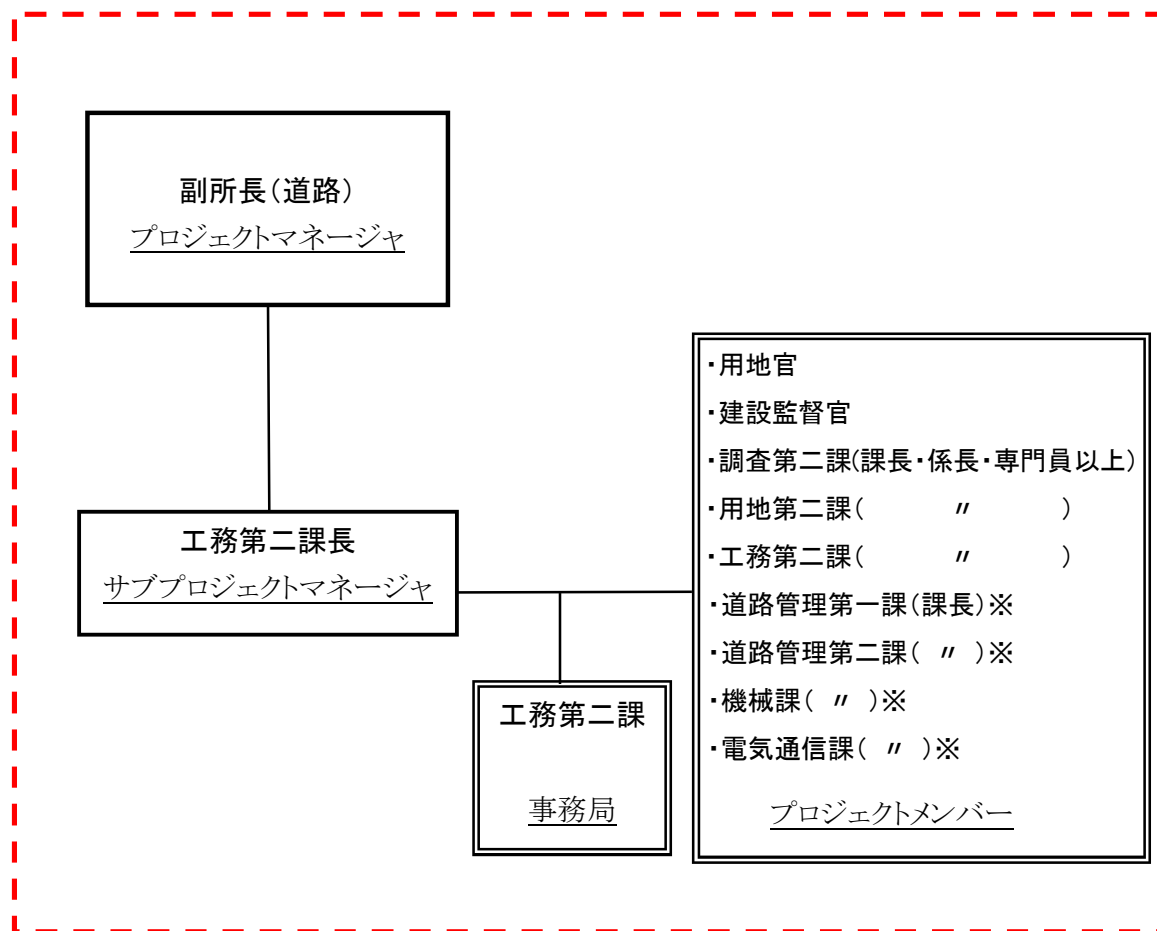 副所長（道路）
プロジェクトマネージャ
工務第二課長
サブプロジェクトマネージャ
工務第二課
事務局
・用地官
・建設監督官
・調査第二課(課長・係長・専門員以上)
・用地第二課(　　　〃　　　)
・工務第二課(　　　〃　　　)
・道路管理第一課(課長)※
・道路管理第二課( 〃 )※
・機械課( 〃 )※
・電気通信課( 〃 )※
プロジェクトメンバー